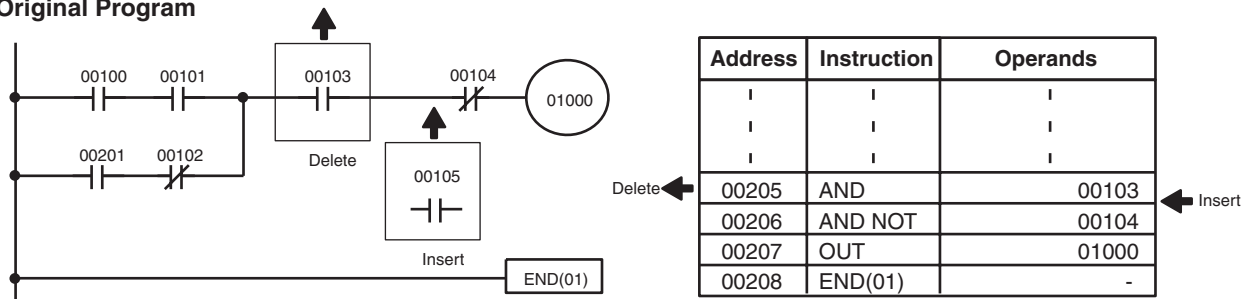 Original Program
00100 00101 00103 00104
01000
00201 00102
Delete
00105
Insert
END(01)
Address Instruction Operands
Delete 00205 AND 00103 Insert
00206 AND NOT 00104
00207 OUT 01000
00208 END(01) -